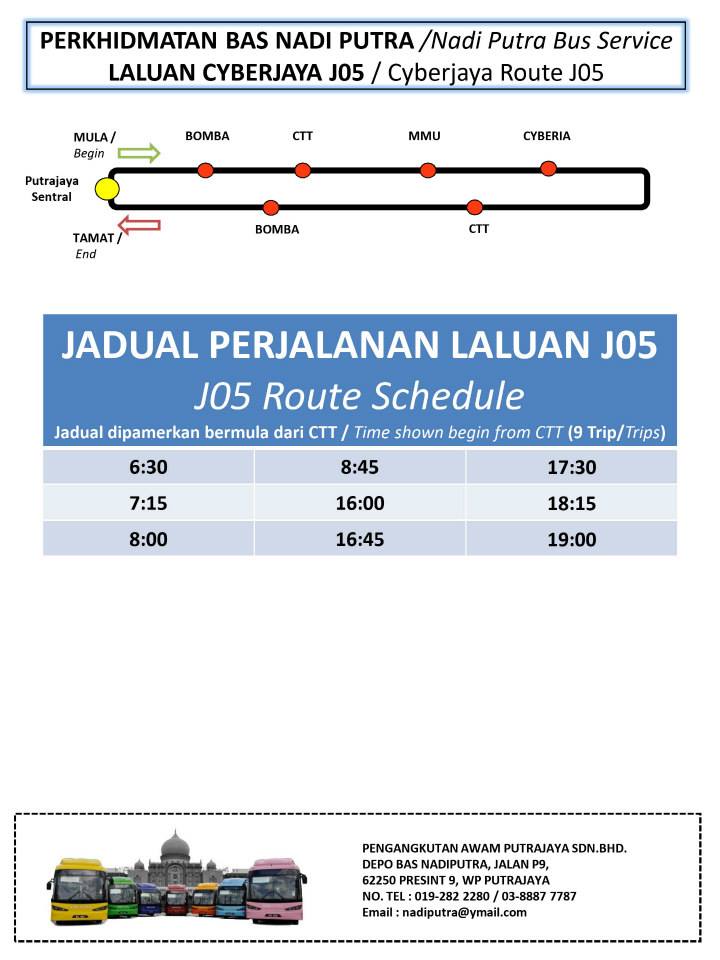 PERKHIDMATAN BAS NADI PUTRA /Nadi Putra Bus Service
LALUAN CYBERJAYA J05 / Cyberjaya Route J05
MULA /
Begin
BOMBA
CTT
MMU
CYBERIA
Putrajaya
Sentral
TAMAT /
End
BOMBA
CTT
JADUAL PERJALANAN LALUAN J05
J05 Route Schedule
Jadual dipamerkan bermula dari CTT / Time shown begin from CTT (9 Trip/Trips)
6:30 8:45 17:30
7:15 16:00 18:15
8:00 16:45 19:00
PENGANGKUTAN AWAM PUTRAJAYA SDN.BHD.
DEPO BAS NADIPUTRA, JALAN P9,
62250 PRESINT 9, WP PUTRAJAYA
NO. TEL : 019-282 2280 / 03-8887 7787
Email : nadiputra@ymail.com